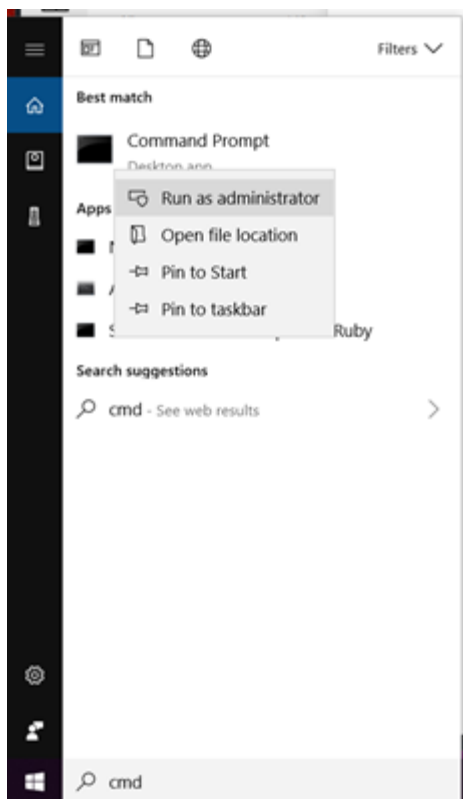 Filters
Best match
Command Prompt
Desktop app
Run as administrator
Apps
Open file location
Pin to Start
Pin to taskbar
Ruby
Search suggestions
cmd - See web results
cmd